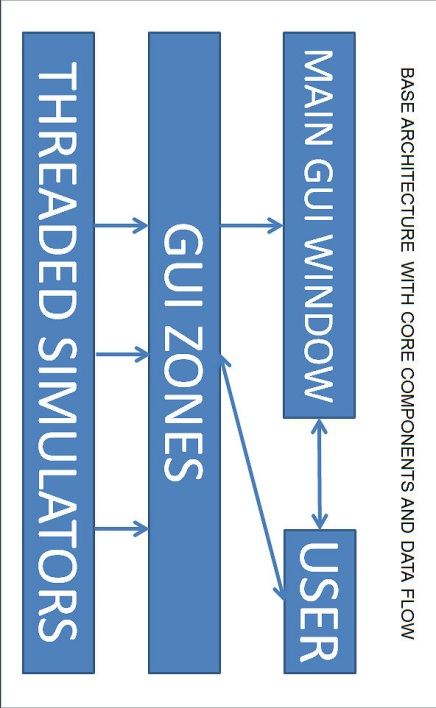 BASE ARCHITECTURE WITH CORE COMPONENTS AND DATA FLOW
MAIN GUI WINDOW
USER
GUI ZONES
THREADED SIMULATORS